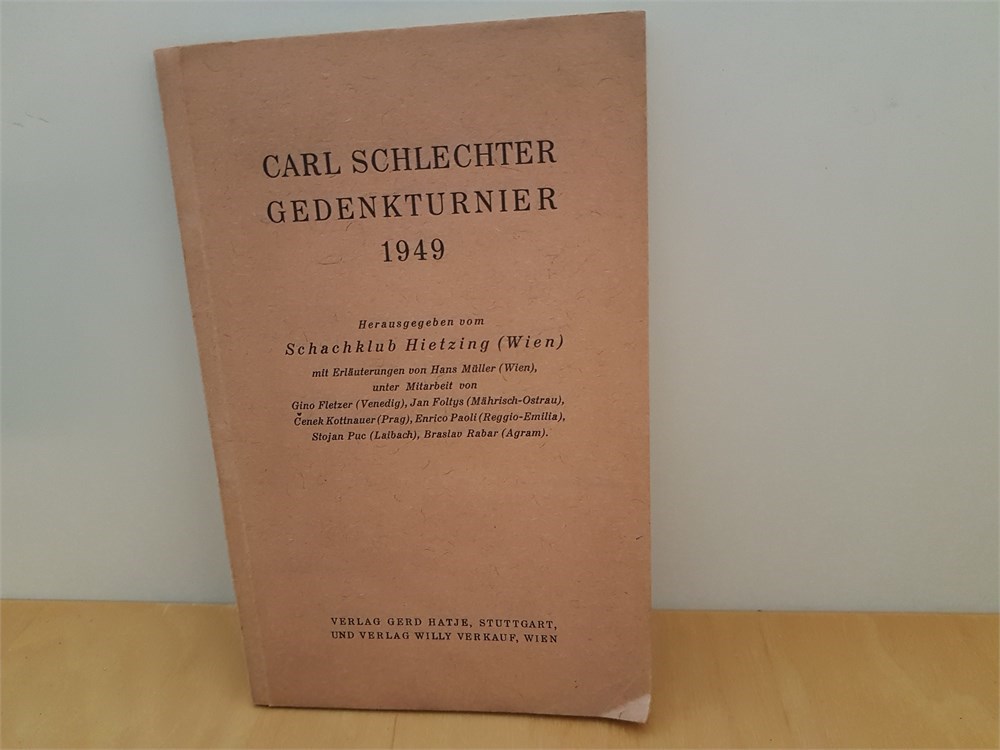 CARL SCHLECHTER
GEDENKTURNIER
1949
Herausgegeben vom
Schachklub Hietzing (Wien)
mit Erläuterungen von Hans Müller (Wien),
unter Mitarbeit von
Gino Fletzer (Venedig), Jan Foltys (Mährisch-Ostrau),
Čenek Kottnauer (Prag), Enrico Paoli (Reggio-Emilia),
Stojan Puc (Laibach), Braslav Rabar (Agram).
VERLAG GERD HATJE, STUTTGART,
UND VERLAG WILLY VERKAUF, WIEN